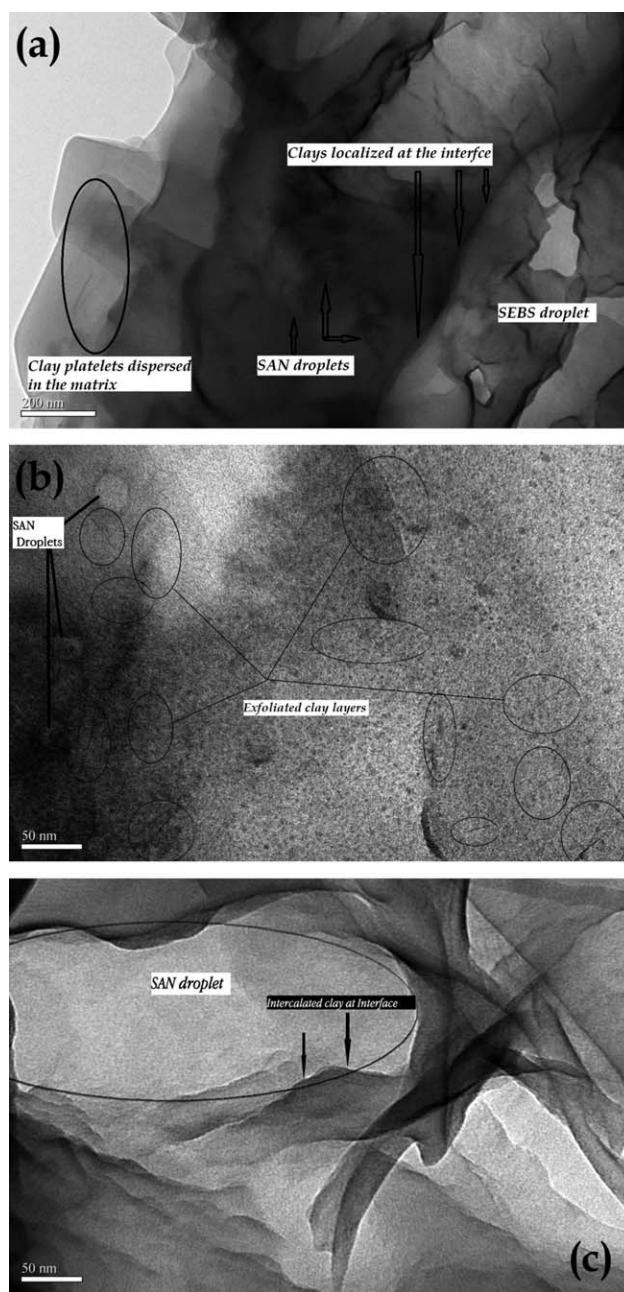 (a)
Clays localized at the interfce
SEBS droplet
Clay platelets dispersed
in the matrix
SAN droplets
200 nm
(b)
SAN
Droplets
Exfoliated clay layers
50 nm
SAN droplet
Intercalated clay at Interface
50 nm
(c)